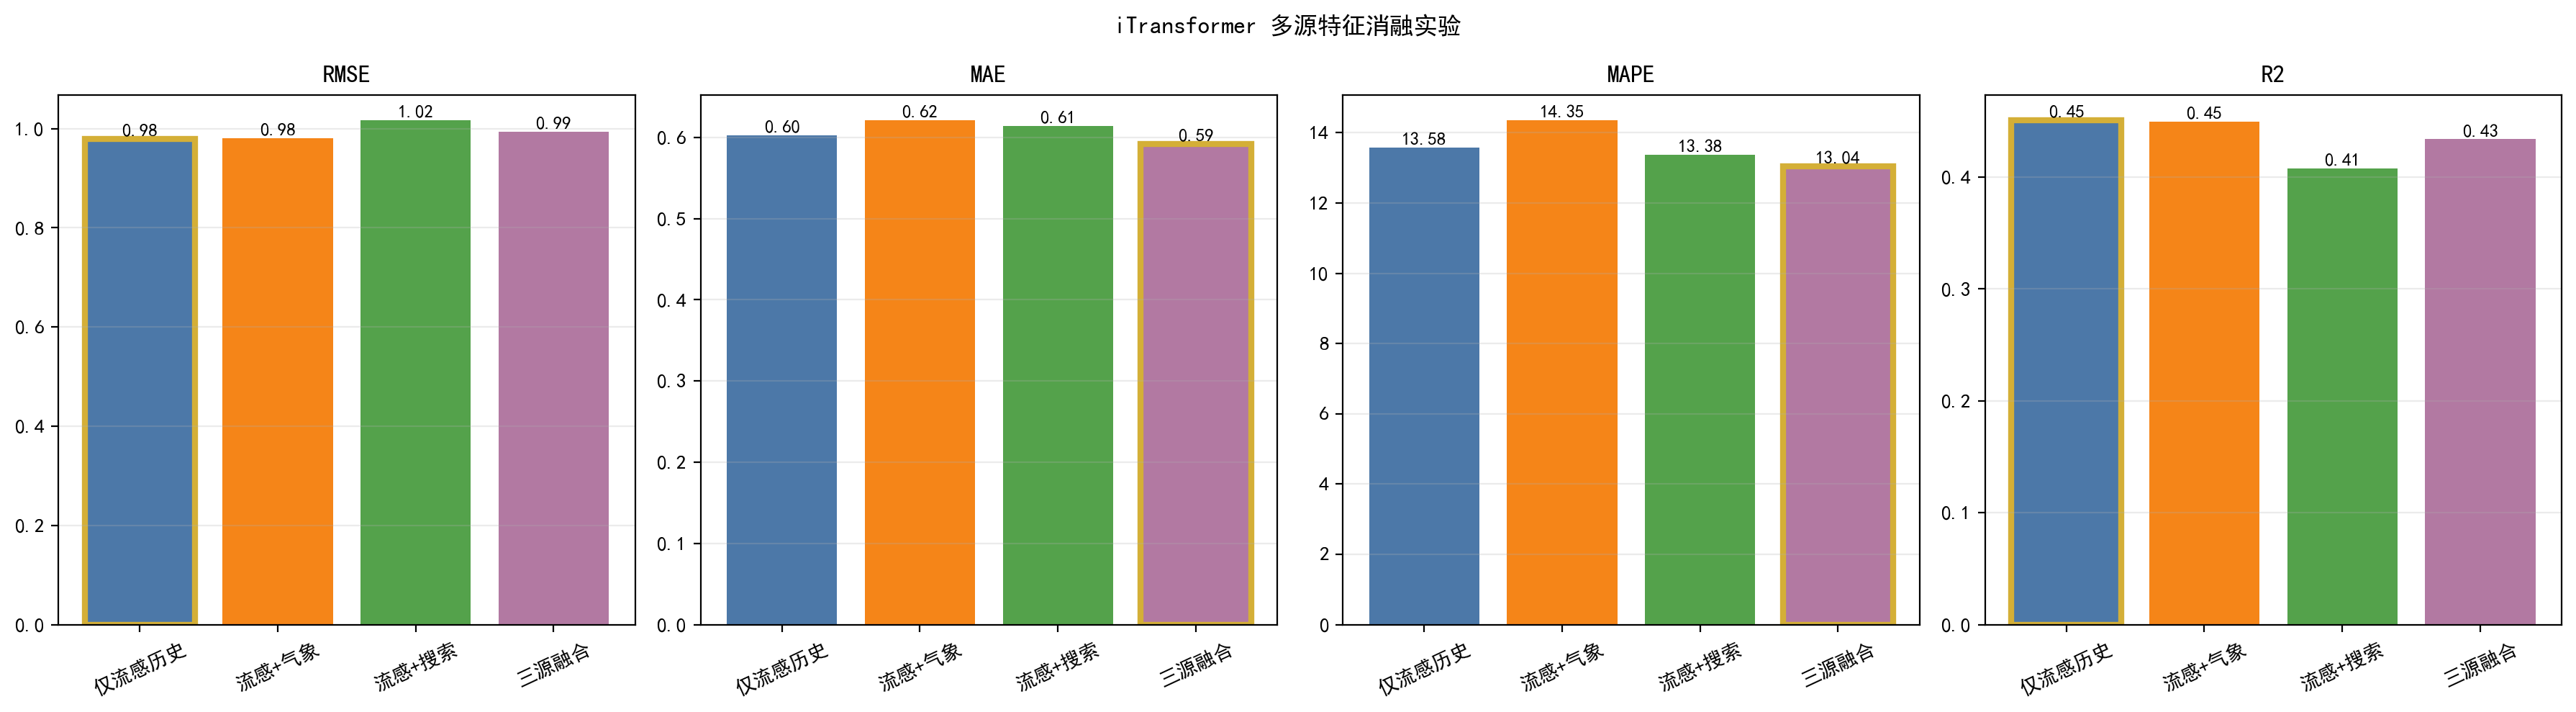 iTransformer 多源特征消融实验
RMSE
1.0
0.8
0.6
0.4
0.2
0.0
0.98
0.98
1.02
0.99
仅流感历史
流感+气象
流感+搜索
三源融合
MAE
0.6
0.5
0.4
0.3
0.2
0.1
0.0
0.60
0.62
0.61
0.59
仅流感历史
流感+气象
流感+搜索
三源融合
MAPE
14
12
10
8
6
4
2
0
13.58
14.35
13.38
13.04
仅流感历史
流感+气象
流感+搜索
三源融合
R2
0.4
0.3
0.2
0.1
0.0
0.45
0.45
0.41
0.43
仅流感历史
流感+气象
流感+搜索
三源融合